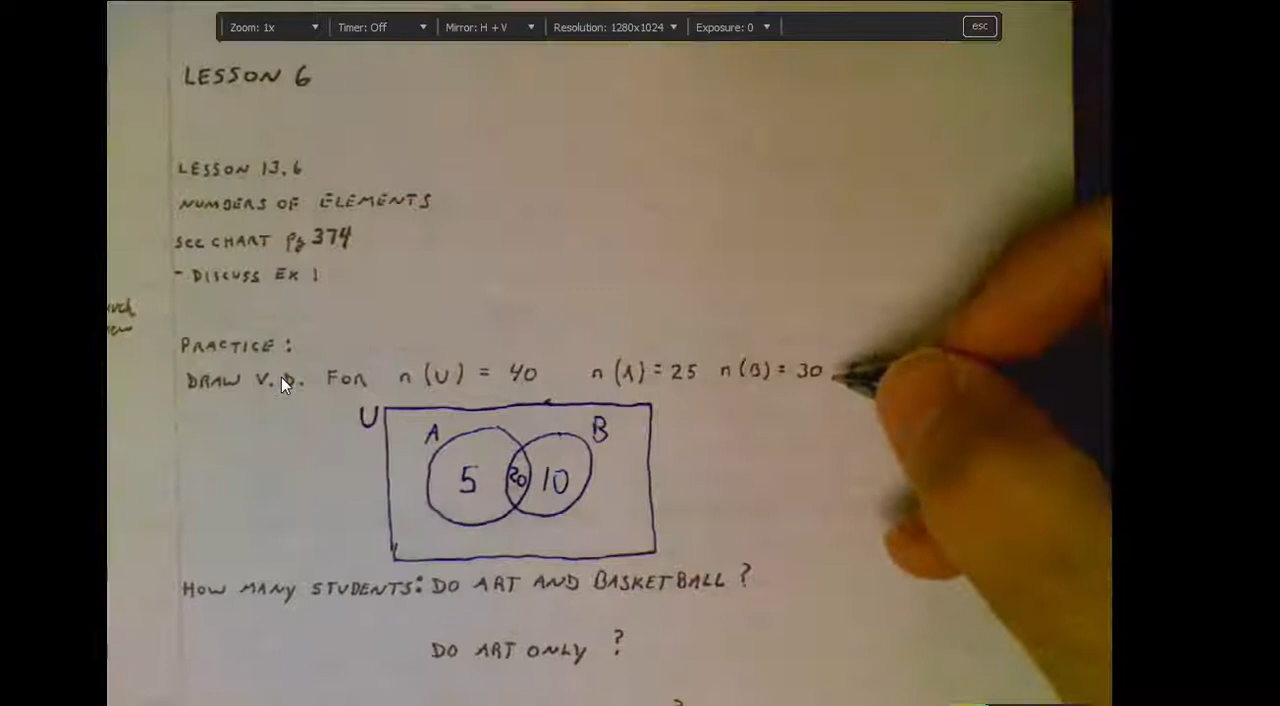 Zoom: 1x Timer: Off Mirror: H + V Resolution: 1280x1024 Exposure: 0 esc
LESSON 6
LESSON 13.6
NUMBERS OF ELEMENTS
SEE CHART Pg 374
- DISCUSS EX 1
PRACTICE:
DRAW V.D. FOR n(U) = 40 n(A) = 25 n(B) = 30
U
A B
5 20 10
HOW MANY STUDENTS: DO ART AND BASKETBALL?
DO ART ONLY ?